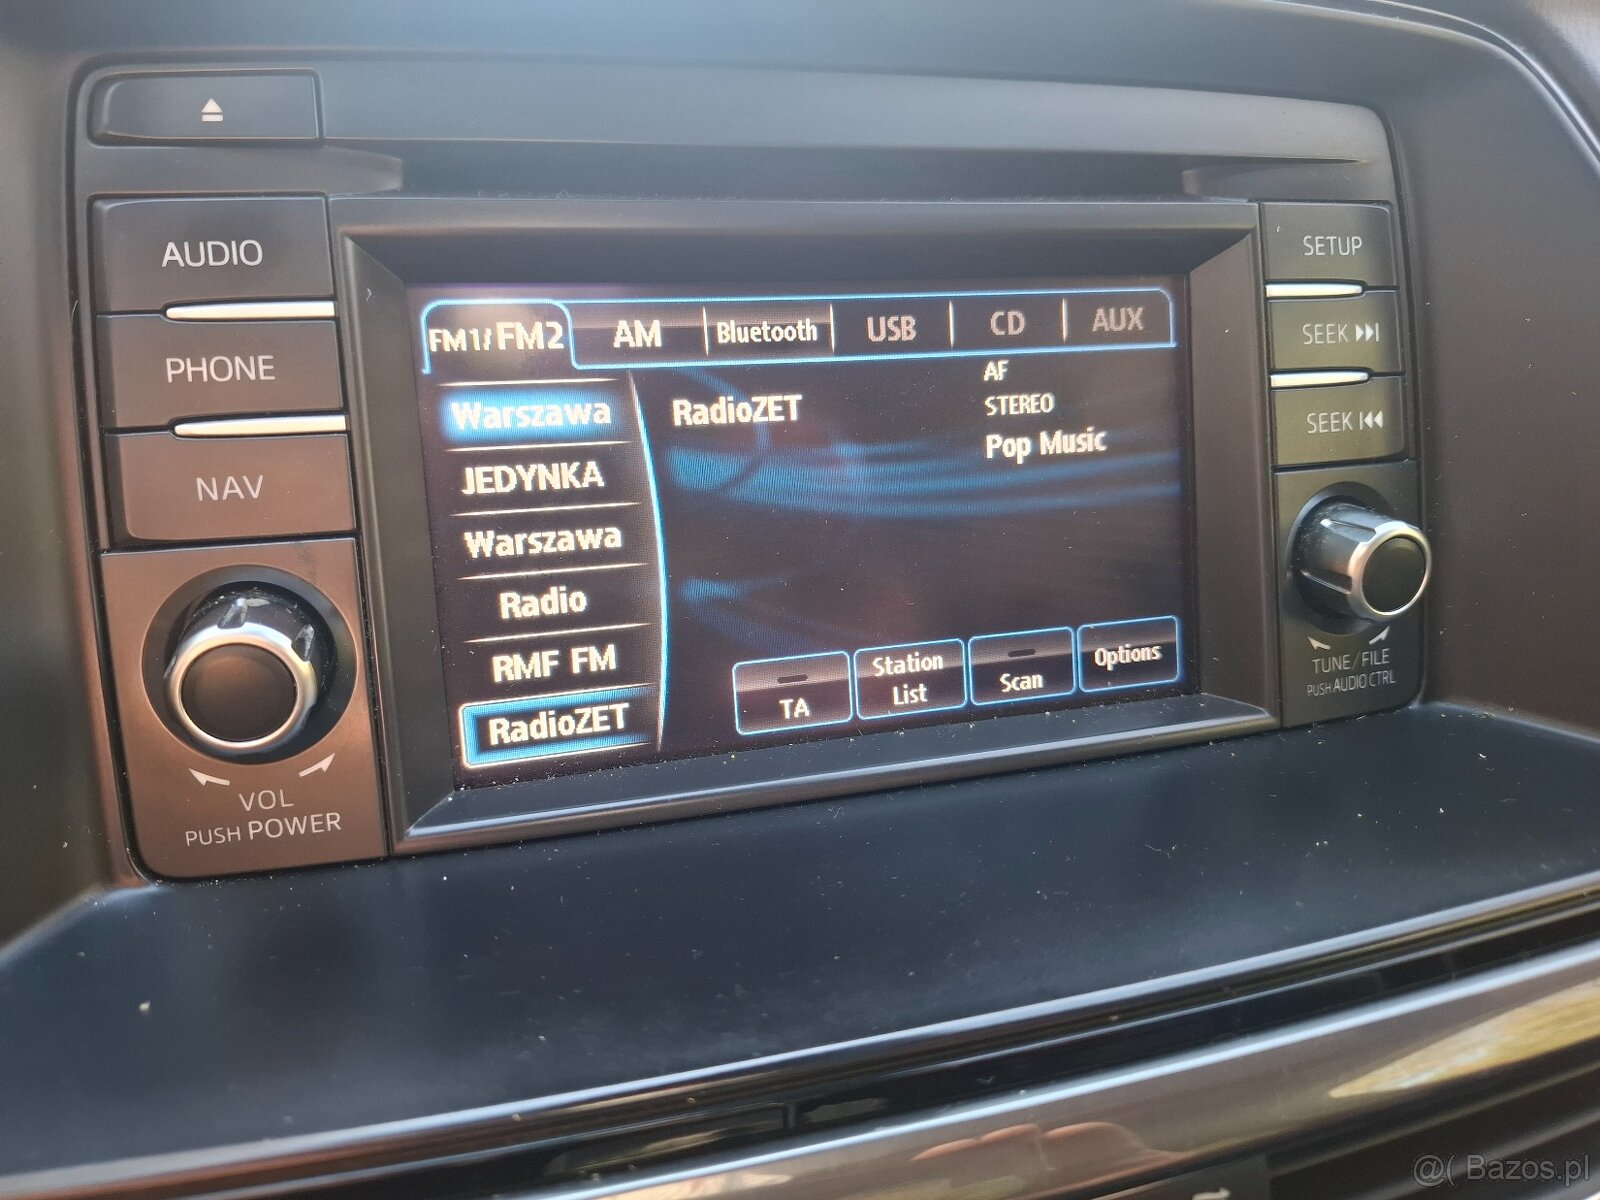 AUDIO
PHONE
NAV
VOL
PUSH POWER
FM1/FM2 AM Bluetooth USB CD AUX
Warszawa
JEDYNKA
Warszawa
Radio
RMF FM
RadioZET
RadioZET
AF
STEREO
Pop Music
TA
Station
List
Scan
Options
SETUP
SEEK
SEEK
TUNE/FILE
PUSH AUDIO CTRL
@( Bazos.pl